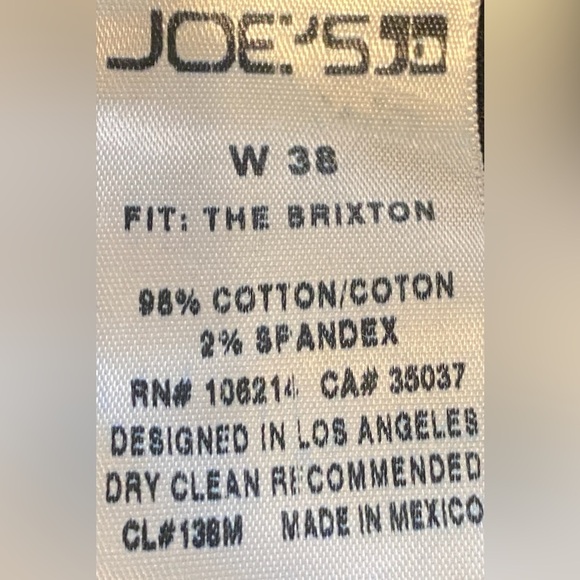 JOE'S
W 38
FIT: THE BRIXTON
98% COTTON/COTON
2% SPANDEX
RN# 106214 CA# 35037
DESIGNED IN LOS ANGELES
DRY CLEAN RECOMMENDED
CL#138M MADE IN MEXICO